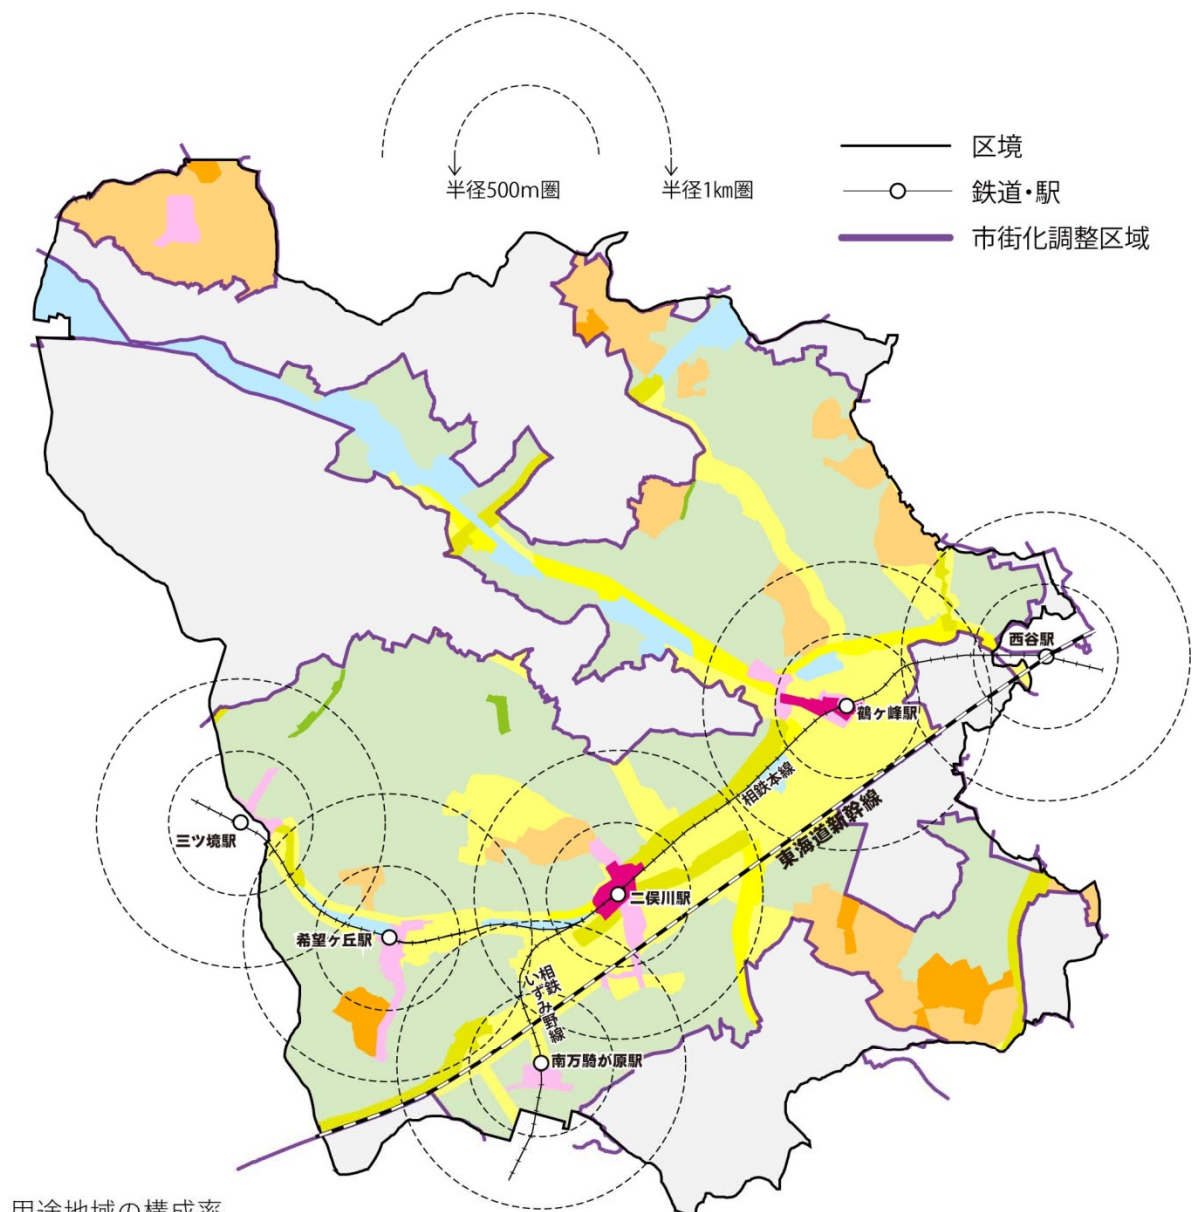 半径500m圏
半径1km圏
区境
鉄道・駅
市街化調整区域
西谷駅
鶴ヶ峰駅
相鉄本線
東海道新幹線
三ツ境駅
二俣川駅
希望ヶ丘駅
相鉄
いずみ野線
南万騎が原駅
用途地域の構成率